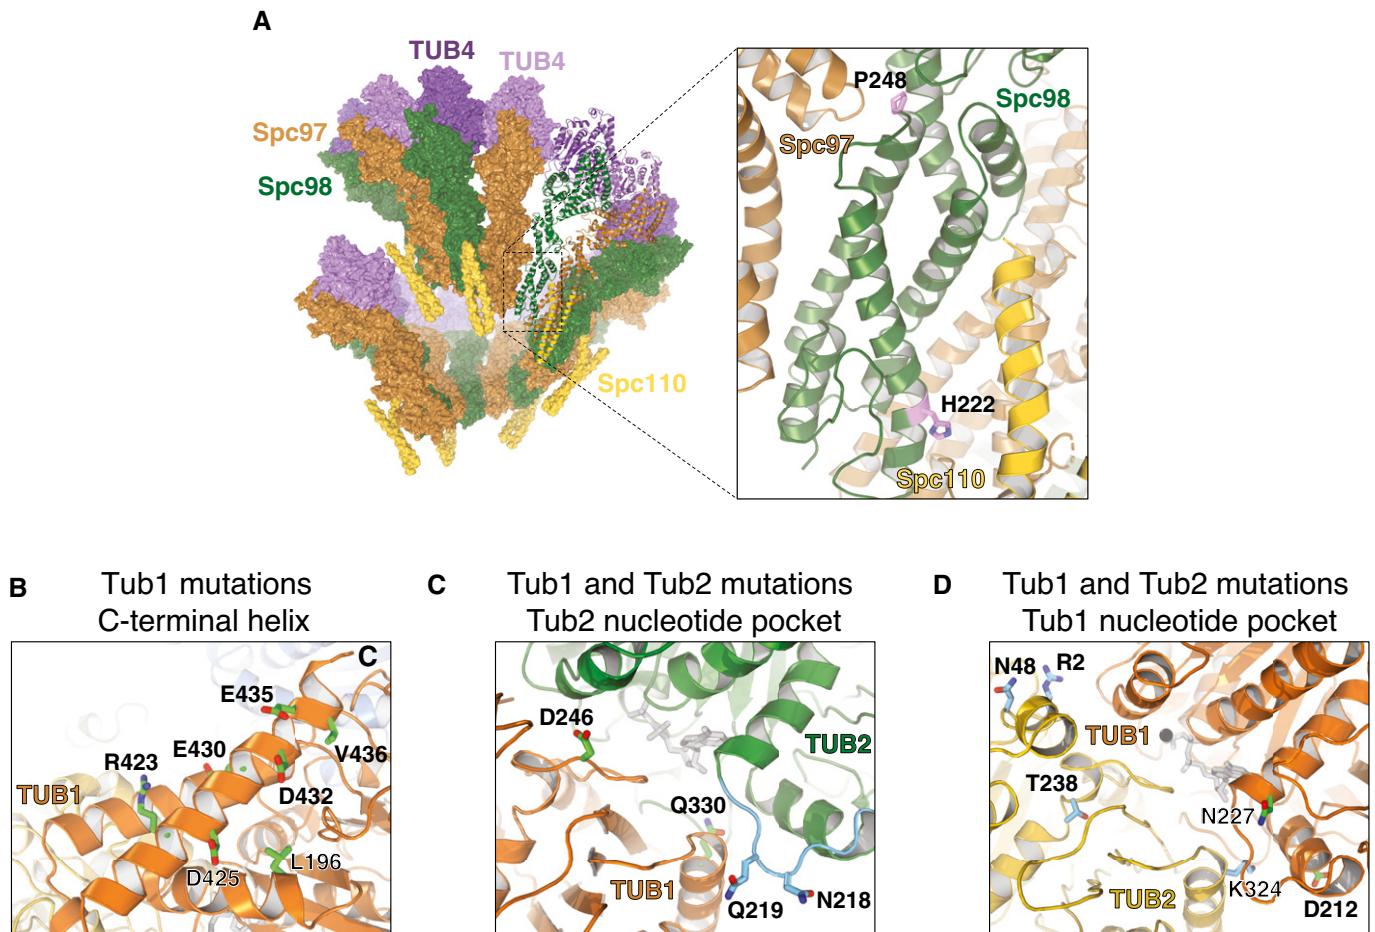 A
TUB4
TUB4
Spc97
Spc98
Spc110
P248
Spc98
Spc97
H222
Spc110
B
Tub1 mutations
C-terminal helix
C
E435
E430
R423
V436
TUB1
D432
L196
D425
C
Tub1 and Tub2 mutations
Tub2 nucleotide pocket
D246
TUB2
Q330
TUB1
Q219
N218
D
Tub1 and Tub2 mutations
Tub1 nucleotide pocket
N48
R2
TUB1
T238
N227
K324
TUB2
D212